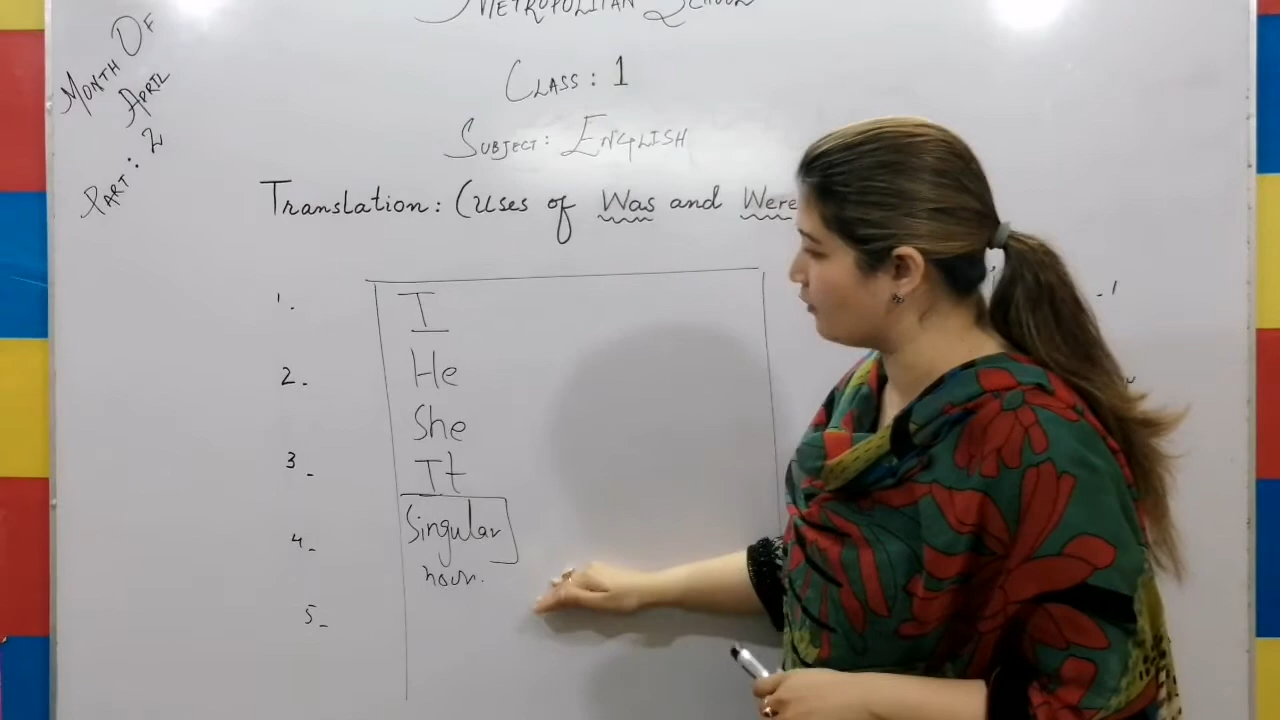 METROPOLITAN SCHOOL
CLASS: 1
SUBJECT: ENGLISH
MONTH OF
APRIL
PART: 2
Translation: (Uses of Was and Were
1.
I
2.
He
She
3.
It
4.
Singular
noun.
5.